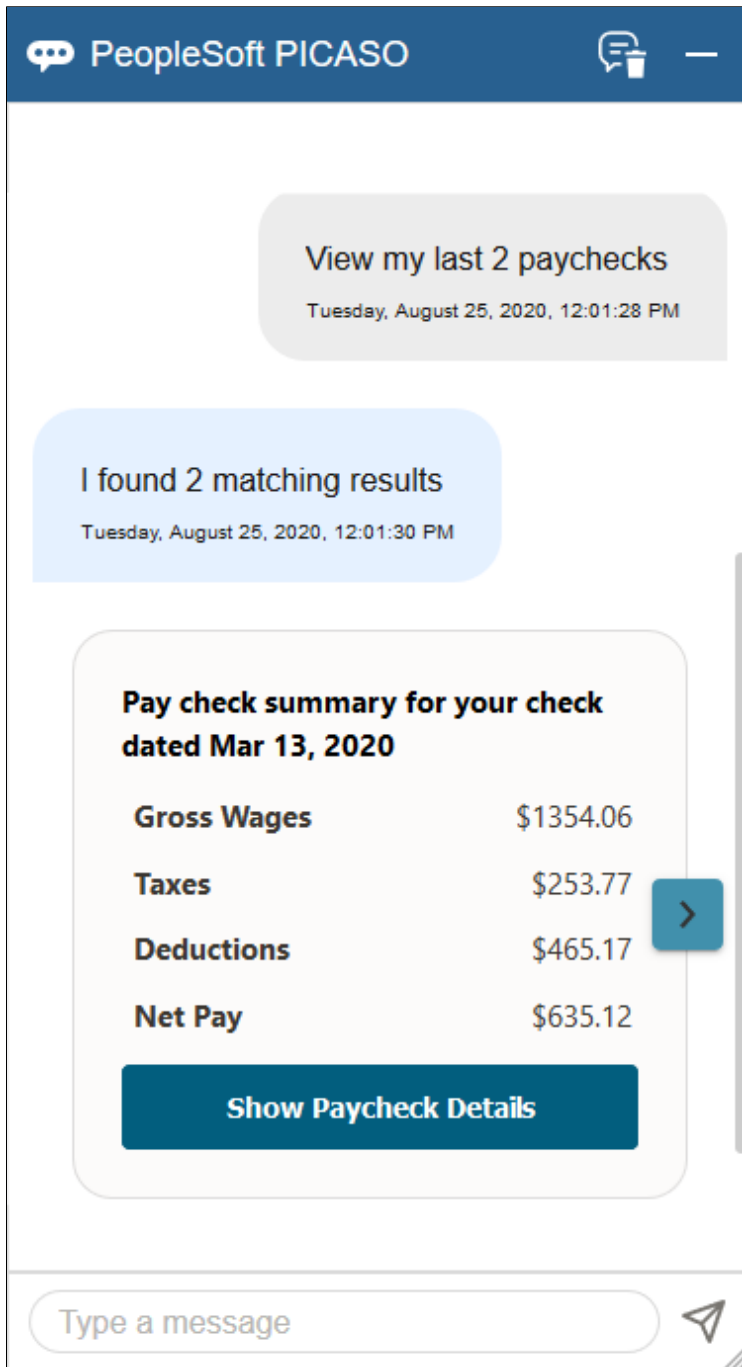 PeopleSoft PICASO
View my last 2 paychecks
Tuesday, August 25, 2020, 12:01:28 PM
I found 2 matching results
Tuesday, August 25, 2020, 12:01:30 PM
Pay check summary for your check
dated Mar 13, 2020
Gross Wages $1354.06
Taxes $253.77
Deductions $465.17
Net Pay $635.12
Show Paycheck Details
Type a message